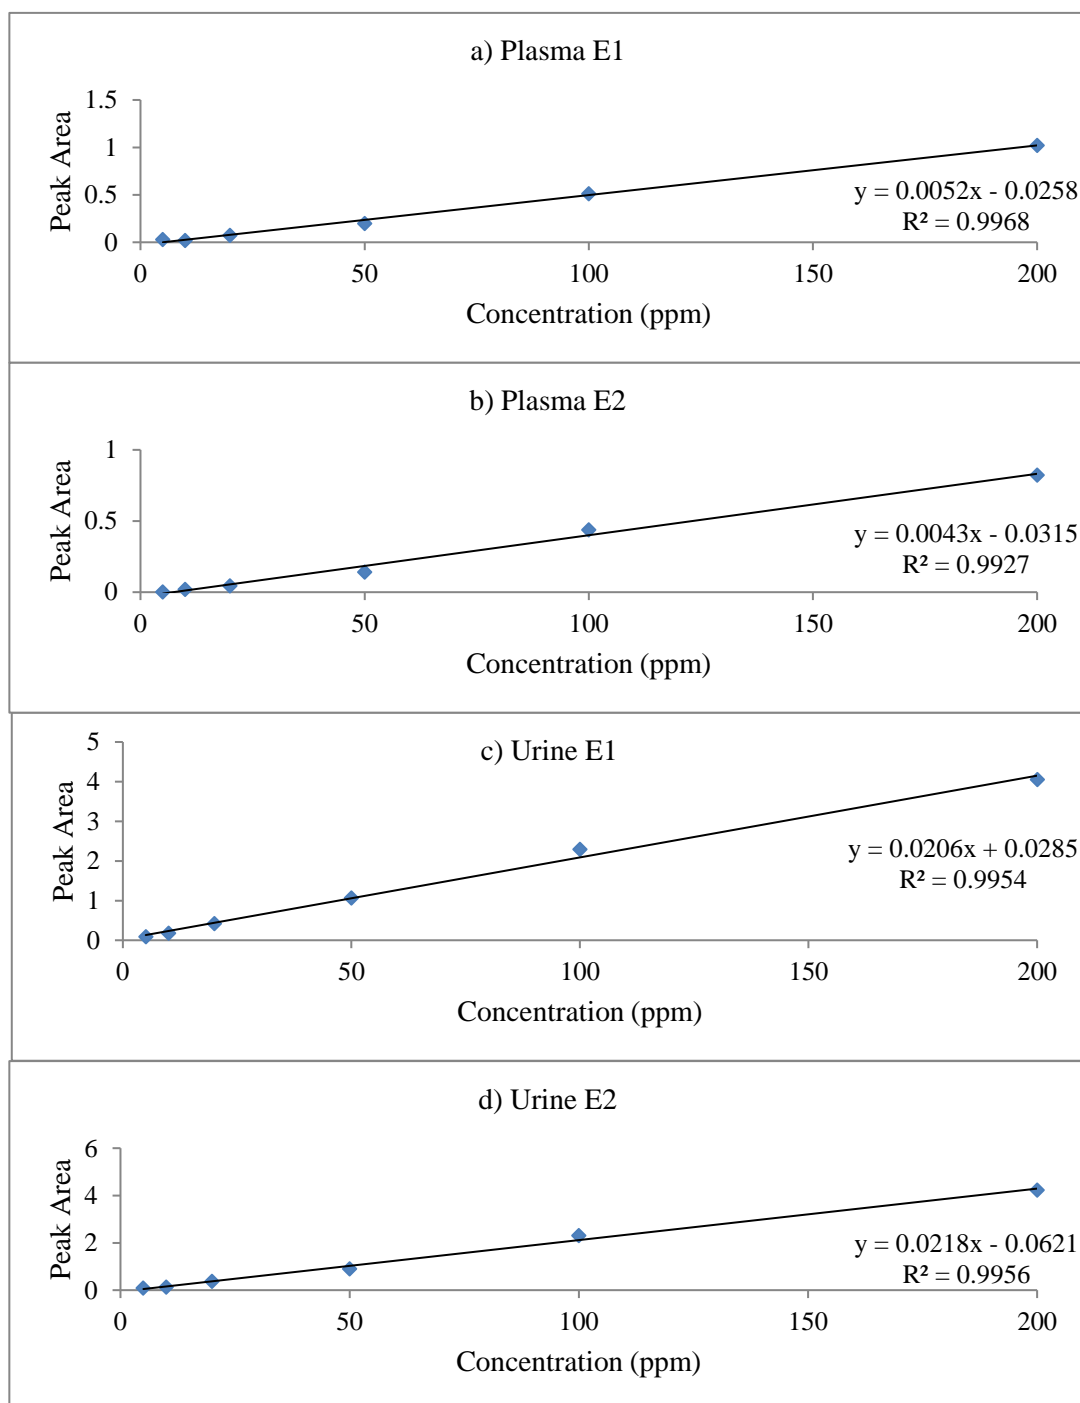 a) Plasma E1
1.5
1
0.5
0
Peak Area
y = 0.0052x - 0.0258
R² = 0.9968
0 50 100 150 200
Concentration (ppm)
b) Plasma E2
1
0.5
0
Peak Area
y = 0.0043x - 0.0315
R² = 0.9927
0 50 100 150 200
Concentration (ppm)
c) Urine E1
5
4
3
2
1
0
Peak Area
y = 0.0206x + 0.0285
R² = 0.9954
0 50 100 150 200
Concentration (ppm)
d) Urine E2
6
4
2
0
Peak Area
y = 0.0218x - 0.0621
R² = 0.9956
0 50 100 150 200
Concentration (ppm)